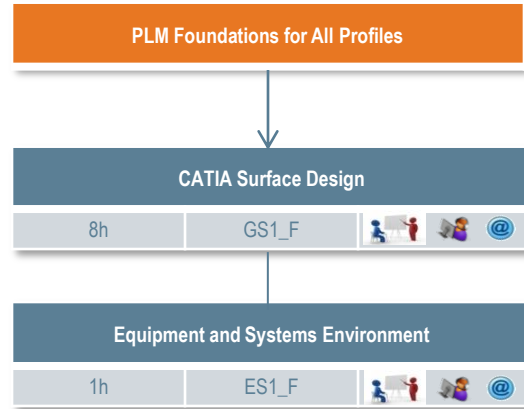 PLM Foundations for All Profiles
CATIA Surface Design
8h GS1_F @
Equipment and Systems Environment
1h ES1_F @